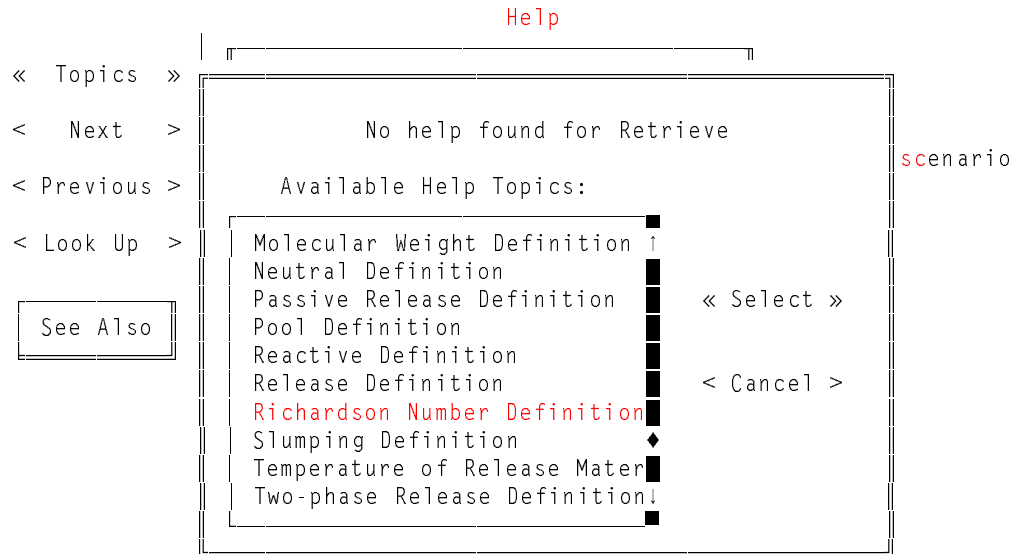 Help
« Topics »
< Next >
No help found for Retrieve
scenario
< Previous >
Available Help Topics:
< Look Up >
Molecular Weight Definition ↑
Neutral Definition
Passive Release Definition
« Select »
Pool Definition
See Also
Reactive Definition
Release Definition
< Cancel >
Richardson Number Definition
Slumping Definition ♦
Temperature of Release Mater
Two-phase Release Definition↓